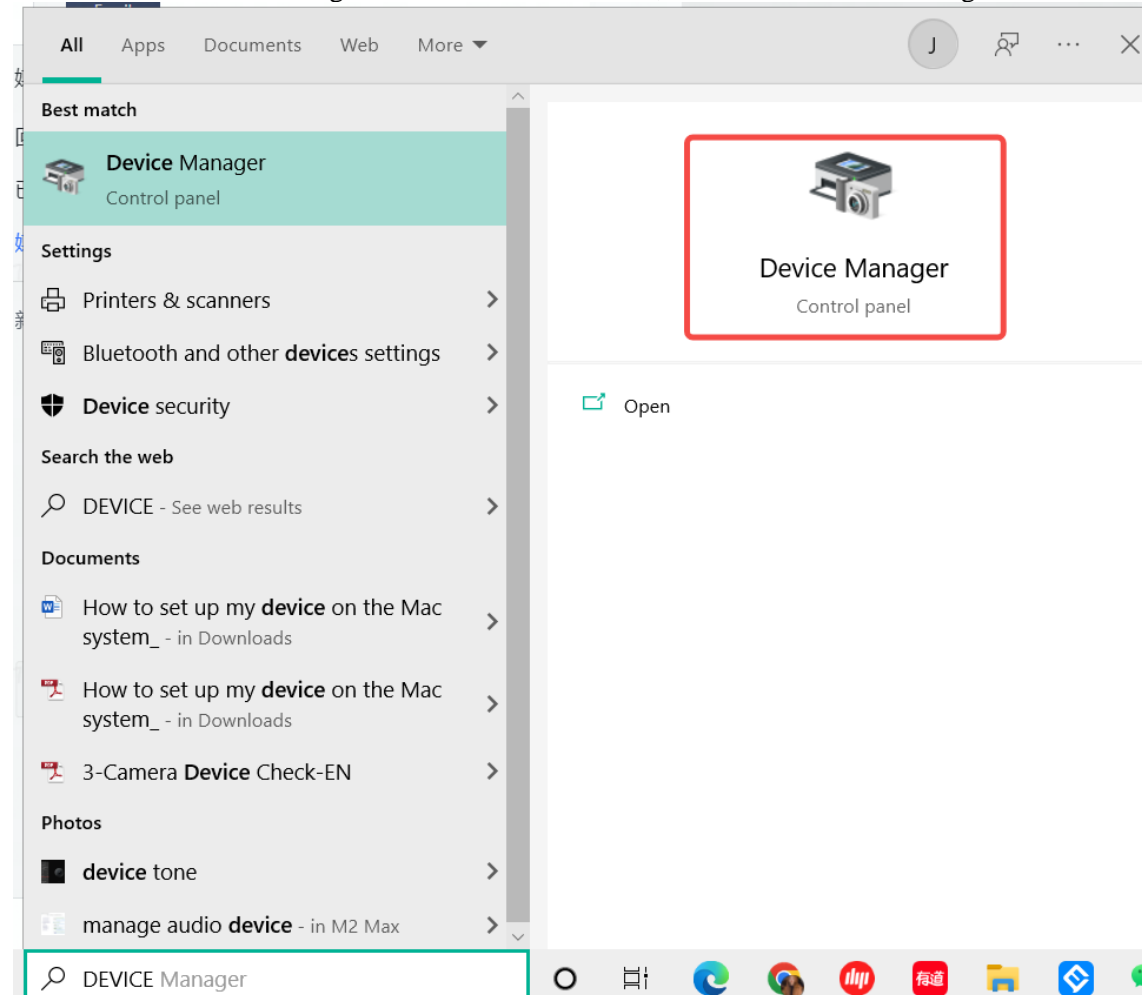 All Apps Documents Web More
J
Best match
Device Manager
Control panel
Settings
Printers & scanners
Bluetooth and other devices settings
Device security
Search the web
DEVICE - See web results
Documents
How to set up my device on the Mac
system_ - in Downloads
How to set up my device on the Mac
system_ - in Downloads
3-Camera Device Check-EN
Photos
device tone
manage audio device - in M2 Max
DEVICE Manager
Device Manager
Control panel
Open
有道